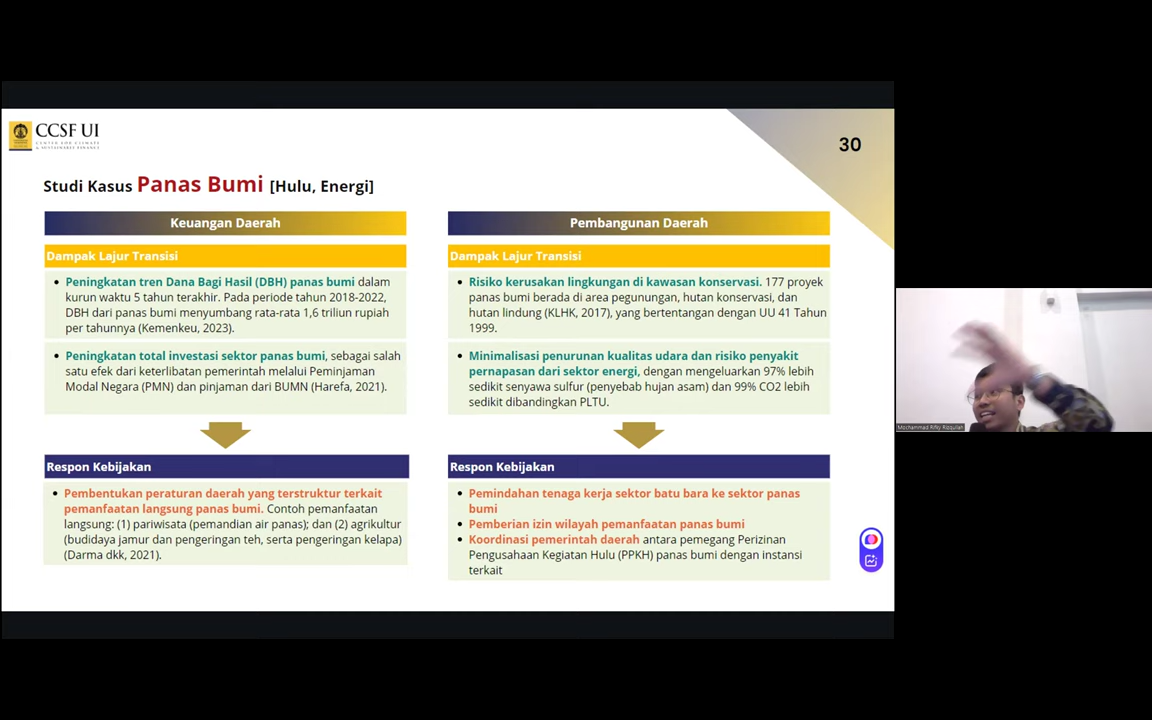 CCSF UI
CENTER FOR CLIMATE
& SUSTAINABLE FINANCE
30
Studi Kasus Panas Bumi [Hulu, Energi]
Keuangan Daerah
Dampak Lajur Transisi
• Peningkatan tren Dana Bagi Hasil (DBH) panas bumi dalam
kurun waktu 5 tahun terakhir. Pada periode tahun 2018-2022,
DBH dari panas bumi menyumbang rata-rata 1,6 triliun rupiah
per tahunnya (Kemenkeu, 2023).
• Peningkatan total investasi sektor panas bumi, sebagai salah
satu efek dari keterlibatan pemerintah melalui Peminjaman
Modal Negara (PMN) dan pinjaman dari BUMN (Harefa, 2021).
Respon Kebijakan
• Pembentukan peraturan daerah yang terstruktur terkait
pemanfaatan langsung panas bumi. Contoh pemanfaatan
langsung: (1) pariwisata (pemandian air panas); dan (2) agrikultur
(budidaya jamur dan pengeringan teh, serta pengeringan kelapa)
(Darma dkk, 2021).
Pembangunan Daerah
Dampak Lajur Transisi
• Risiko kerusakan lingkungan di kawasan konservasi. 177 proyek
panas bumi berada di area pegunungan, hutan konservasi, dan
hutan lindung (KLHK, 2017), yang bertentangan dengan UU 41 Tahun
1999.
• Minimalisasi penurunan kualitas udara dan risiko penyakit
pernapasan dari sektor energi, dengan mengeluarkan 97% lebih
sedikit senyawa sulfur (penyebab hujan asam) dan 99% CO2 lebih
sedikit dibandingkan PLTU.
Respon Kebijakan
• Pemindahan tenaga kerja sektor batu bara ke sektor panas
bumi
• Pemberian izin wilayah pemanfaatan panas bumi
• Koordinasi pemerintah daerah antara pemegang Perizinan
Pengusahaan Kegiatan Hulu (PPKH) panas bumi dengan instansi
terkait
Mochammad Rifky Rizqullah